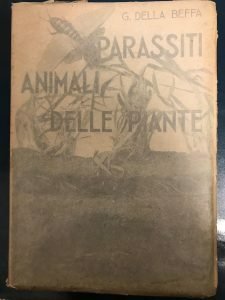 G. DELLA BEFFA
PARASSITI
ANIMALI
DELLE PIANTE